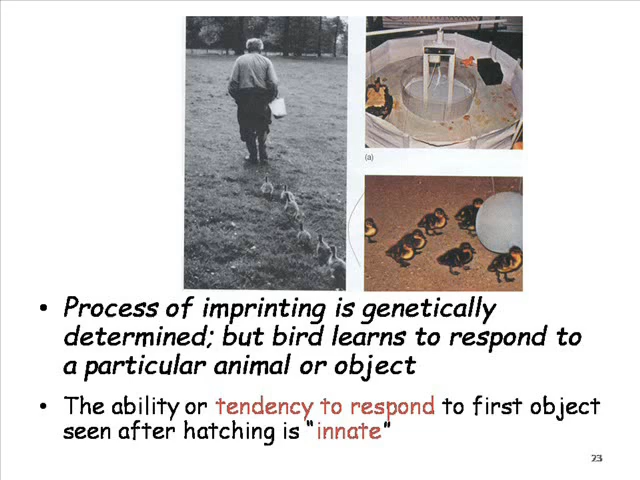 (a)
• Process of imprinting is genetically
determined; but bird learns to respond to
a particular animal or object
• The ability or tendency to respond to first object
seen after hatching is “innate”
23